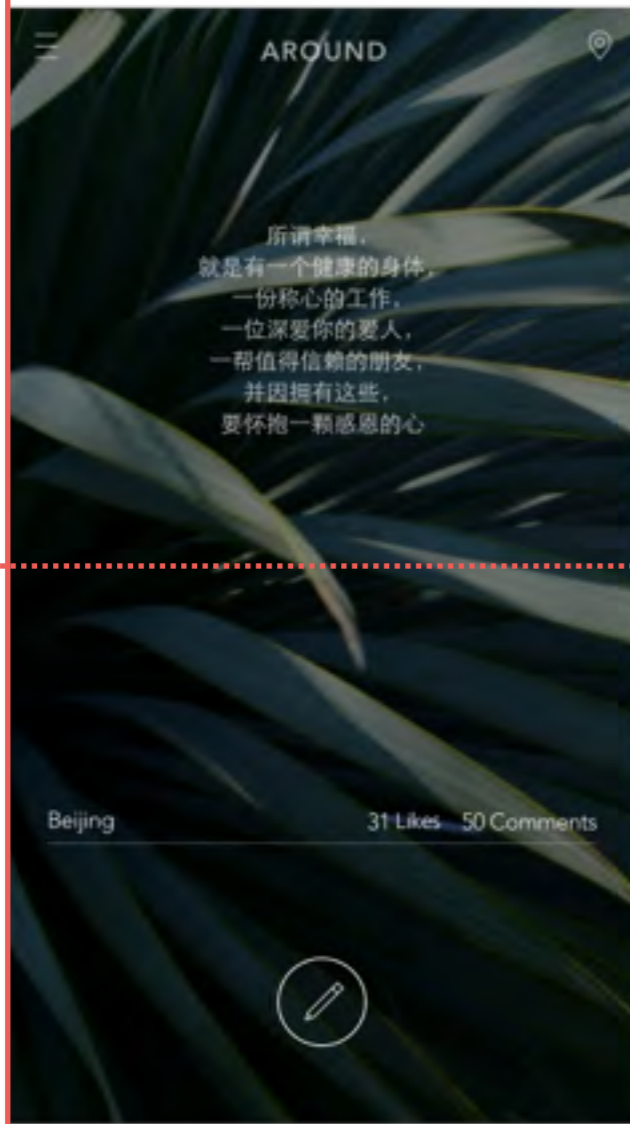 AROUND
所谓幸福，
就是有一个健康的身体，
一份称心的工作，
一位深爱你的爱人，
一帮值得信赖的朋友，
并因拥有这些，
要怀抱一颗感恩的心
Beijing
31 Likes 50 Comments